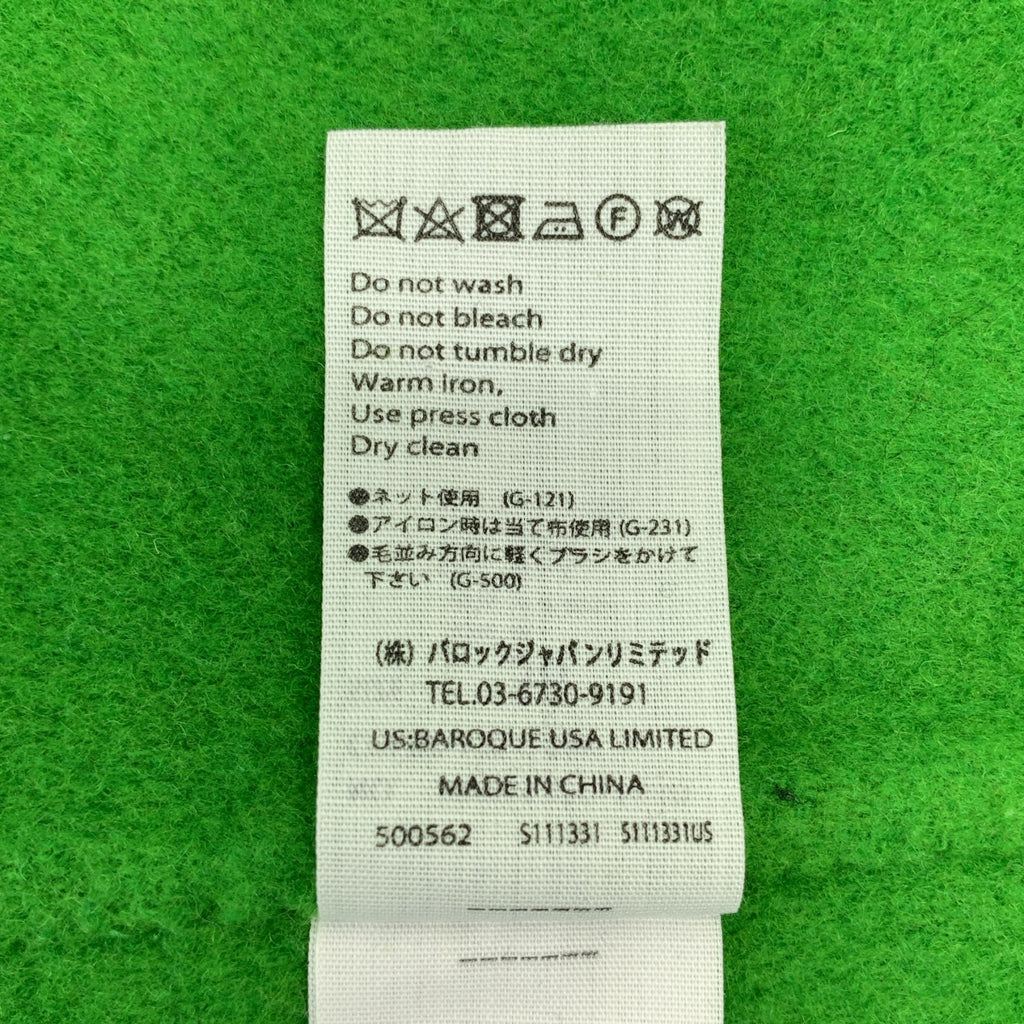 F W
Do not wash
Do not bleach
Do not tumble dry
Warm Iron,
Use press cloth
Dry clean
●ネット使用 (G-121)
●アイロン時は当て布使用 (G-231)
●毛並み方向に軽くブラシをかけて
下さい (G-500)
(株) バロックジャパンリミテッド
TEL.03-6730-9191
US:BAROQUE USA LIMITED
MADE IN CHINA
500562 S111331 S111331US